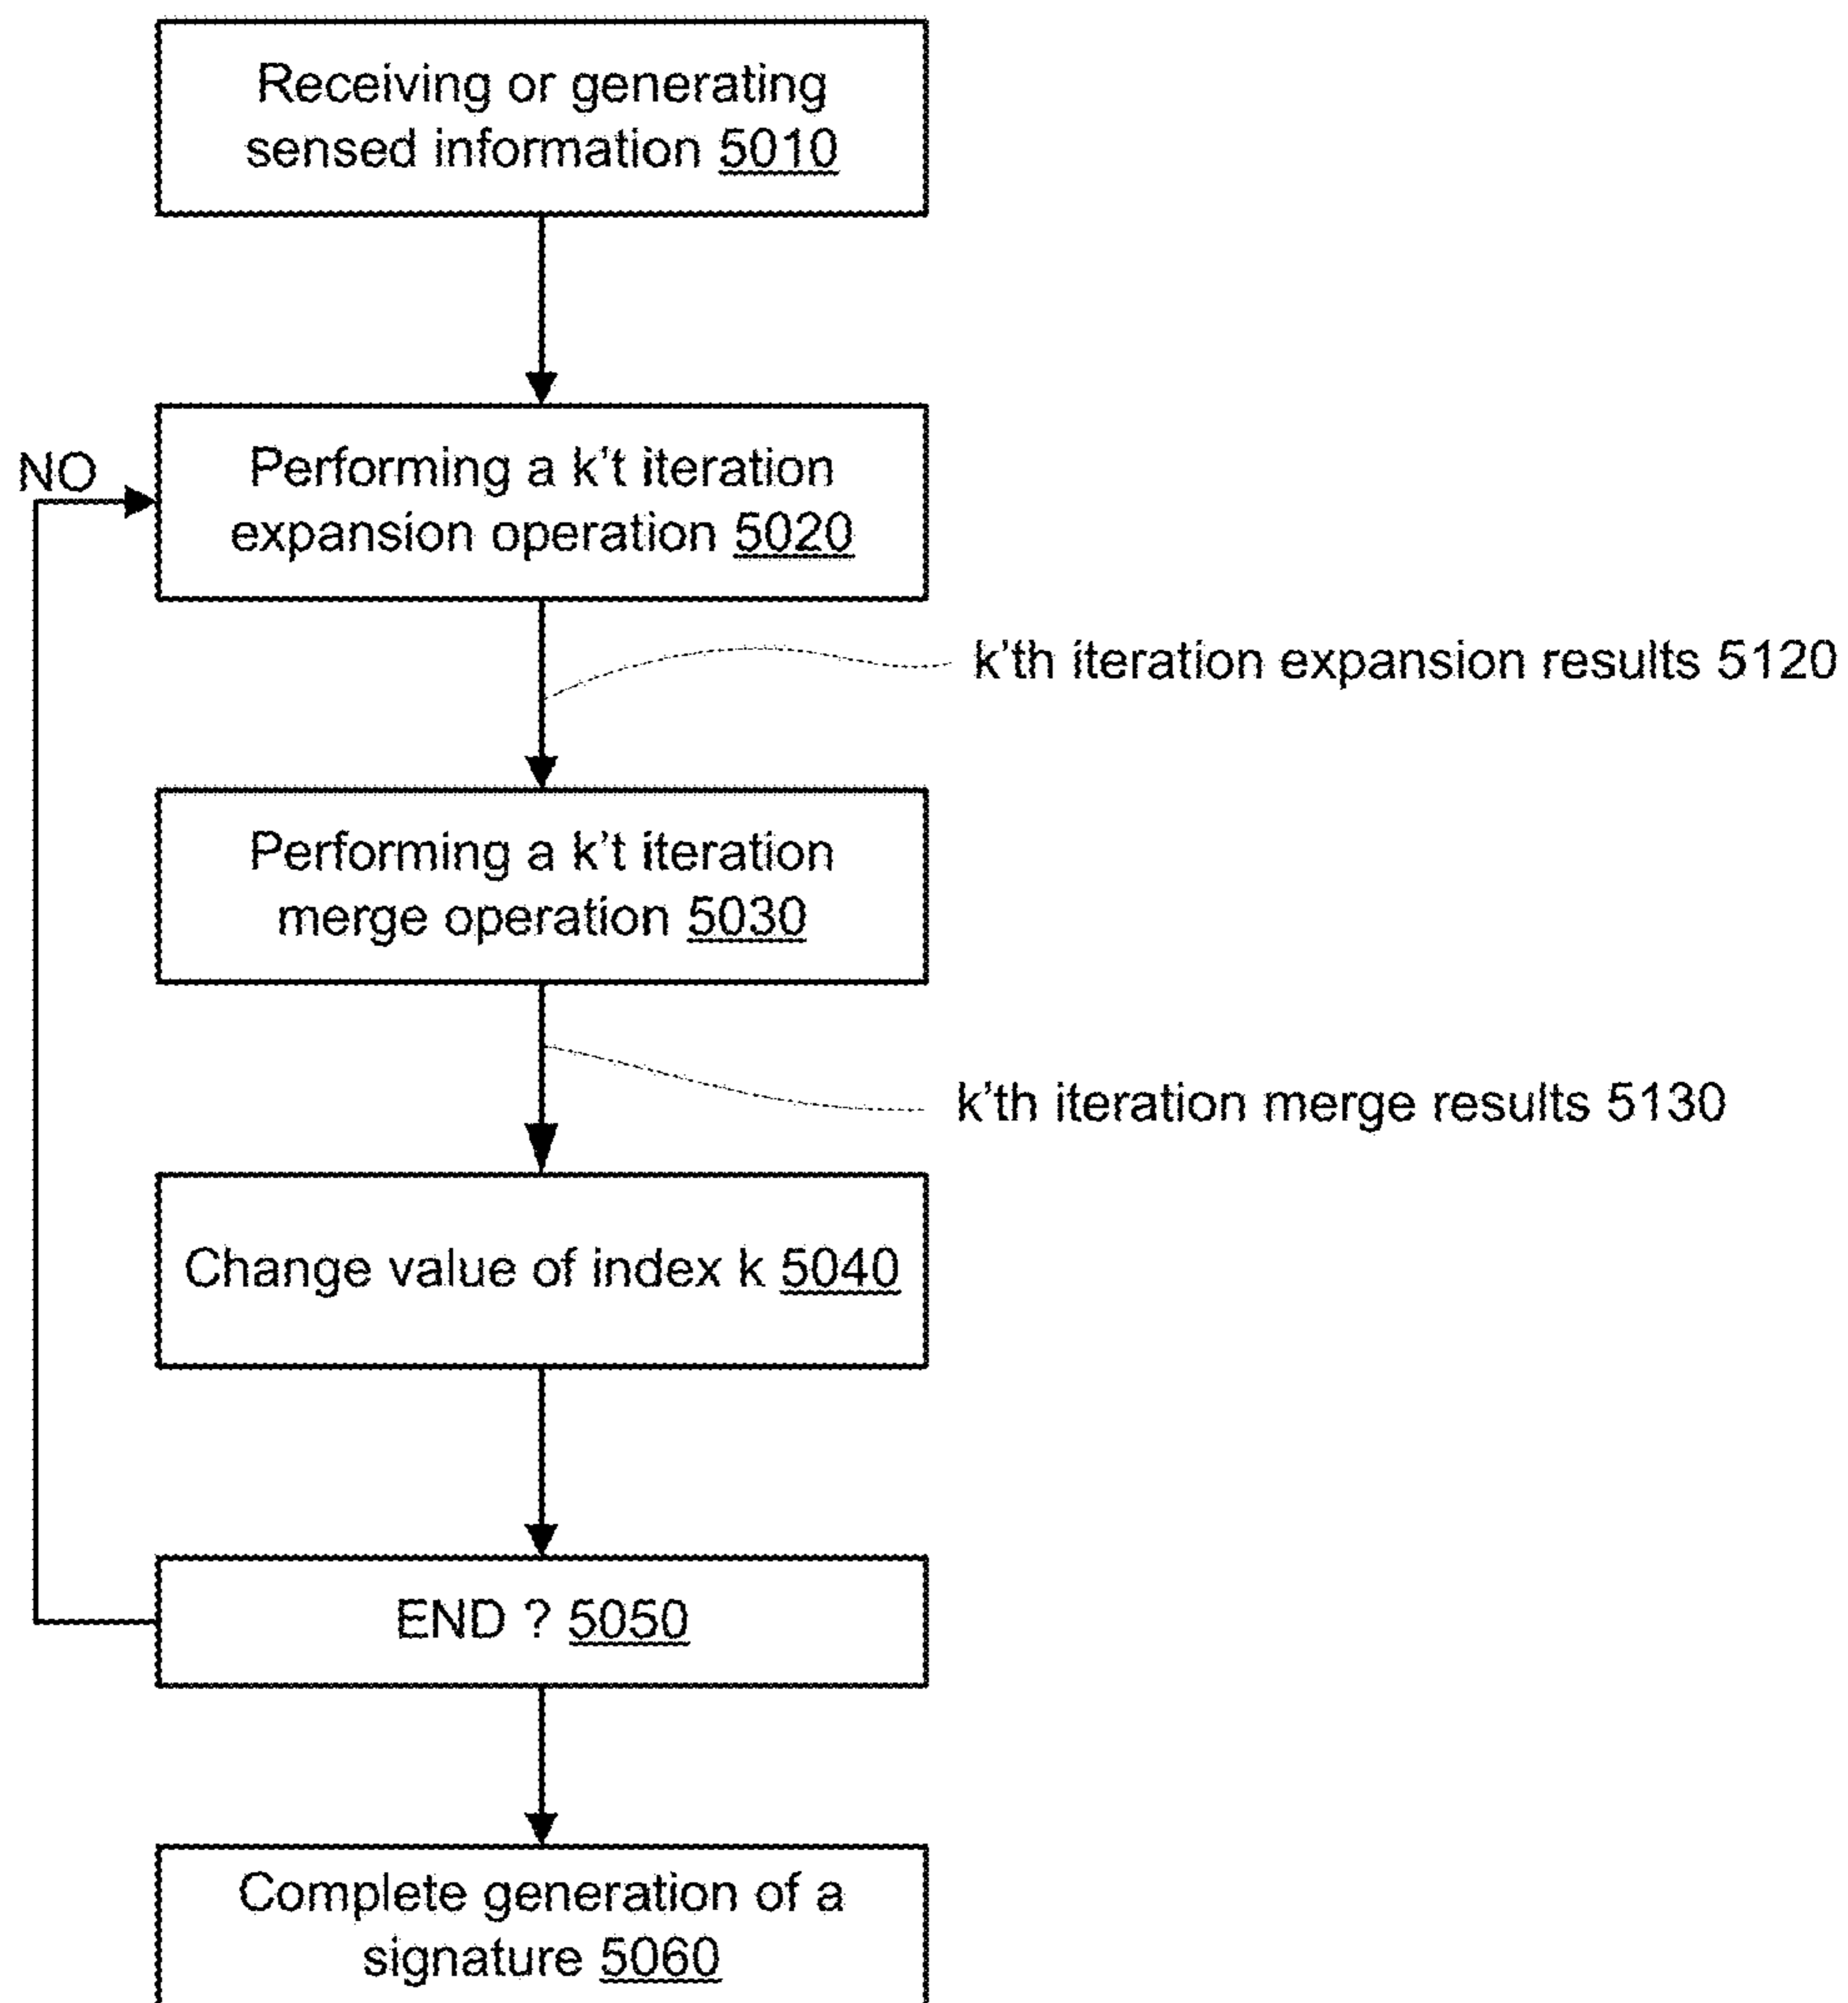 Receiving or generating
sensed information 5010
NO
Performing a k't iteration
expansion operation 5020
k'th iteration expansion results 5120
Performing a k't iteration
merge operation 5030
k'th iteration merge results 5130
Change value of index k 5040
END ? 5050
Complete generation of a
signature 5060